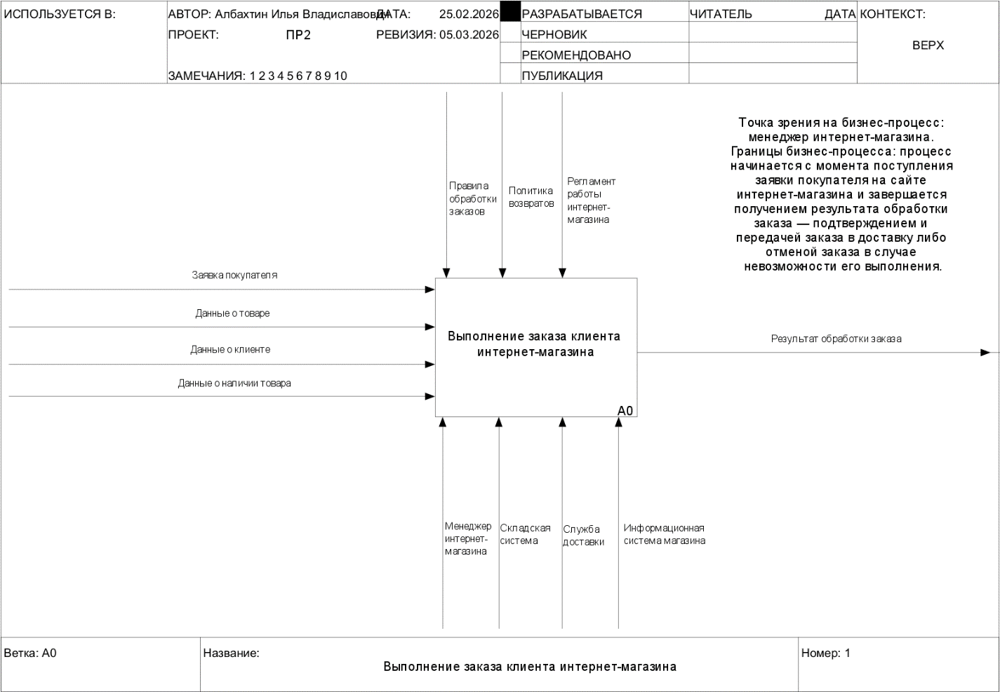 ИСПОЛЬЗУЕТСЯ В:
АВТОР: Албахтин Илья Владиславович
ДАТА: 25.02.2026
ПРОЕКТ: ПР2
РЕВИЗИЯ: 05.03.2026
ЗАМЕЧАНИЯ: 1 2 3 4 5 6 7 8 9 10
РАЗРАБАТЫВАЕТСЯ
ЧЕРНОВИК
РЕКОМЕНДОВАНО
ПУБЛИКАЦИЯ
ЧИТАТЕЛЬ ДАТА
КОНТЕКСТ:
ВЕРХ
Точка зрения на бизнес-процесс:
менеджер интернет-магазина.
Границы бизнес-процесса: процесс
начинается с момента поступления
заявки покупателя на сайте
интернет-магазина и завершается
получением результата обработки
заказа — подтверждением и
передачей заказа в доставку либо
отменой заказа в случае
невозможности его выполнения.
Правила
обработки
заказов
Политика
возвратов
Регламент
работы
интернет-
магазина
Заявка покупателя
Данные о товаре
Данные о клиенте
Данные о наличии товара
Выполнение заказа клиента
интернет-магазина
A0
Результат обработки заказа
Менеджер
интернет-
магазина
Складская
система
Служба
доставки
Информационная
система магазина
Ветка: A0
Название:
Выполнение заказа клиента интернет-магазина
Номер: 1